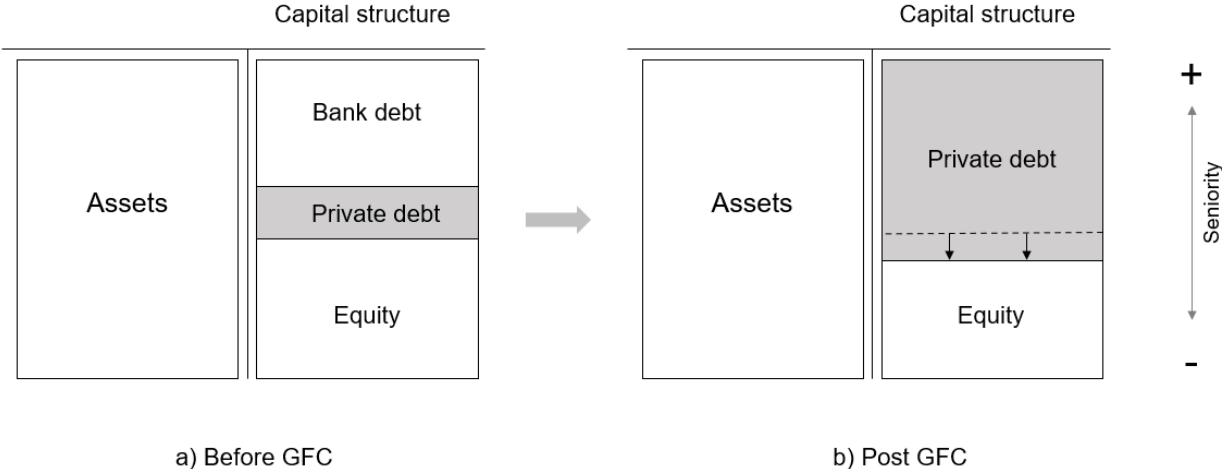 Capital structure
Assets
Bank debt
Private debt
Equity
a) Before GFC
Capital structure
Assets
Private debt
Equity
b) Post GFC
+
Seniority
-